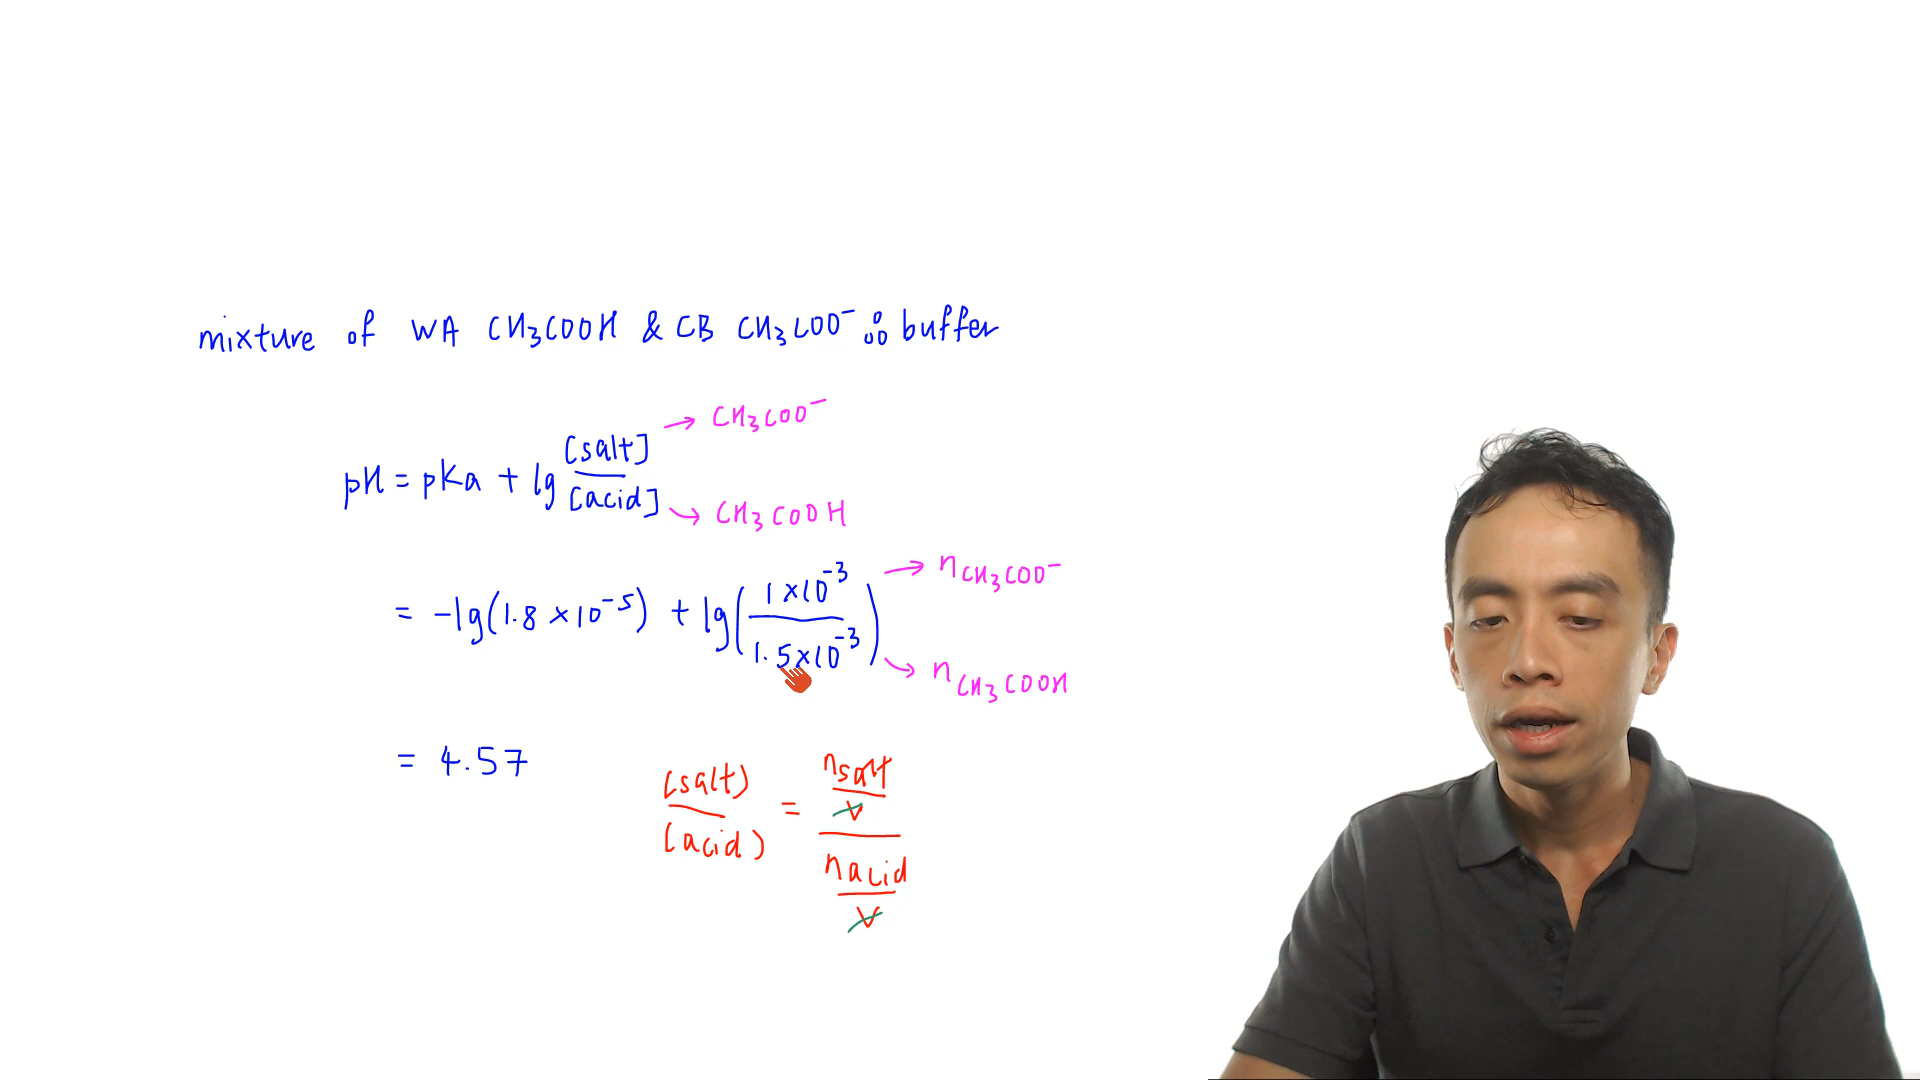 mixture of WA CH₃COOH & CB CH₃COO⁻ ∴ buffer
→ CH₃COO⁻
pH = pKa + lg [salt]/[acid]
→ CH₃COOH
→ nCH₃COO⁻
= -lg(1.8 × 10⁻⁵) + lg(1×10⁻³/1.5×10⁻³)
→ nCH₃COOH
= 4.57
[salt]/[acid] = (nsalt/V)/(nacid/V)